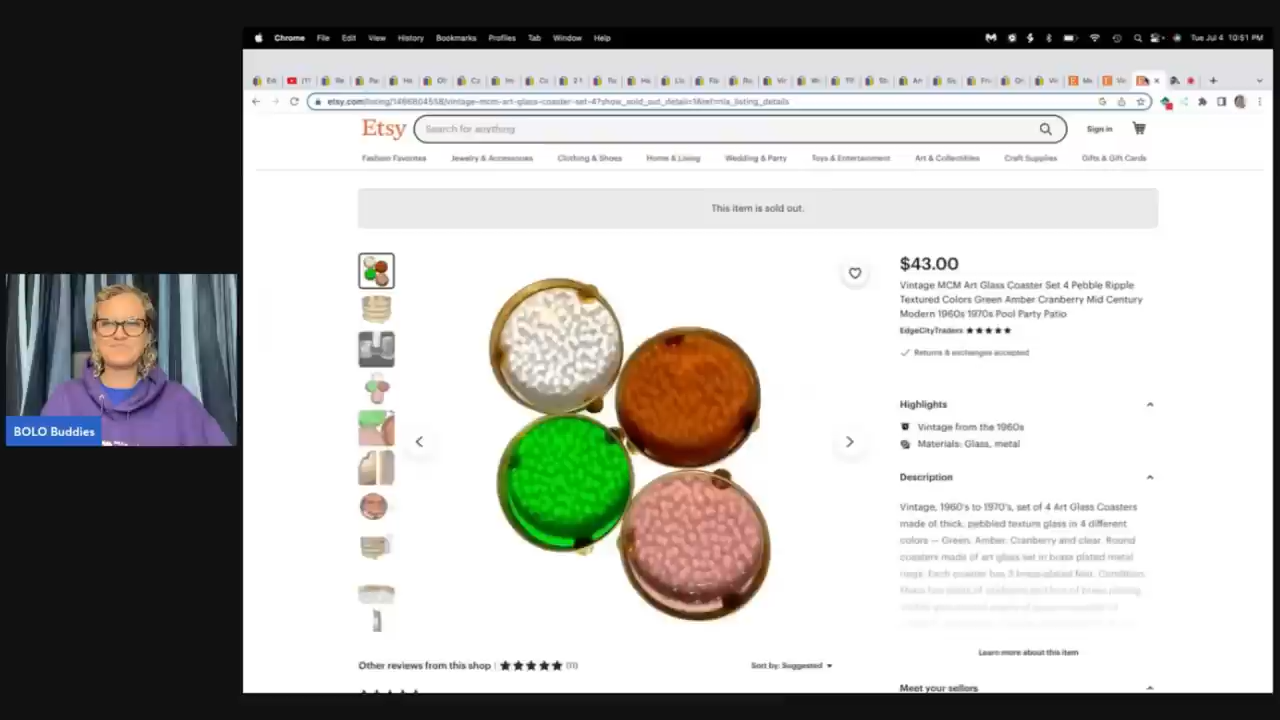 Chrome File Edit View History Bookmarks Profiles Tab Window Help
Tue Jul 4 10:51 PM
Etsy
Search for anything
Sign in
Fashion Favorites Jewelry & Accessories Clothing & Shoes Home & Living Wedding & Party Toys & Entertainment Art & Collectibles Craft Supplies Gifts & Gift Cards
This item is sold out.
$43.00
Vintage MCM Art Glass Coaster Set 4 Pebble Ripple
Textured Colors Green Amber Cranberry Mid Century
Modern 1960s 1970s Pool Party Patio
EdgeCityTraders
Returns & exchanges accepted
Highlights
Vintage from the 1960s
Materials: Glass, metal
Description
Vintage, 1960's to 1970's, set of 4 Art Glass Coasters
made of thick, pebbled texture glass in 4 different
colors — Green, Amber, Cranberry and clear. Round
coasters made of art glass set in brass plated metal
Learn more about this item
Other reviews from this shop
(11)
Sort by: Suggested
Meet your sellers
BOLO Buddies